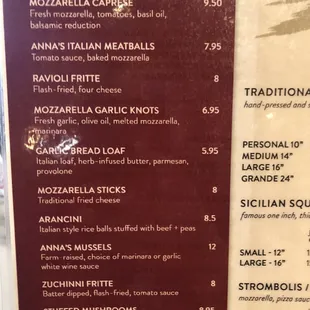 MOZZARELLA CAPRESE 9.50
Fresh mozzarella, tomatoes, basil oil,
balsamic reduction
ANNA'S ITALIAN MEATBALLS 7.95
Tomato sauce, baked mozzarella
RAVIOLI FRITTE 8
Flash-fried, four cheese
MOZZARELLA GARLIC KNOTS 6.95
Fresh garlic, olive oil, melted mozzarella,
marinara
GARLIC BREAD LOAF 5.95
Italian loaf, herb-infused butter, parmesan,
provolone
MOZZARELLA STICKS 8
Traditional fried cheese
ARANCINI 8.5
Italian style rice balls stuffed with beef + peas
ANNA'S MUSSELS 12
Farm-raised, choice of marinara or garlic
white wine sauce
ZUCHINNI FRITTE 8
Batter dipped, flash-fried, tomato sauce
STUFFED MUSHROOMS 8.95
TRADITIONA
hand-pressed and s
PERSONAL 10"
MEDIUM 14"
LARGE 16"
GRANDE 24"
SICILIAN SQU
famous one inch, thi
SMALL - 12"
LARGE - 16"
STROMBOLIS /
mozzarella, pizza sauc